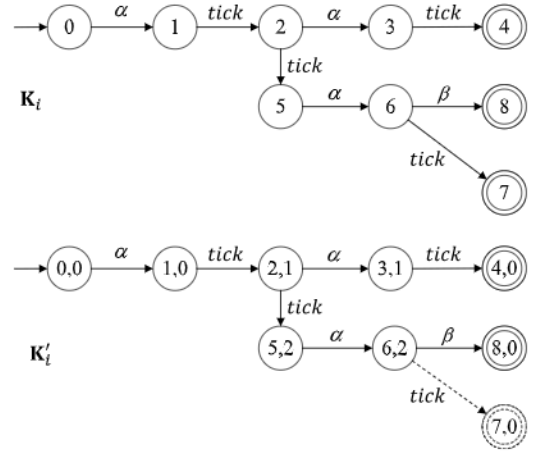 0 α 1 tick 2 α 3 tick 4
tick
K_i 5 α 6 β 8
tick
7
0,0 α 1,0 tick 2,1 α 3,1 tick 4,0
tick
K′_i 5,2 α 6,2 β 8,0
tick
7,0